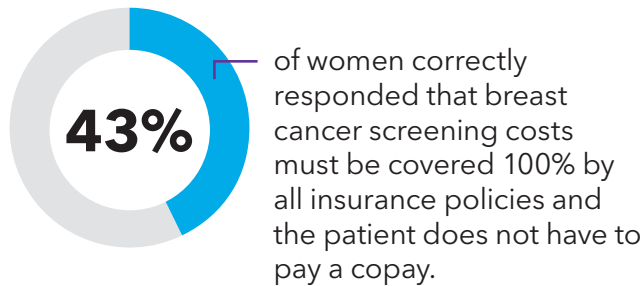 43%
of women correctly
responded that breast
cancer screening costs
must be covered 100% by
all insurance policies and
the patient does not have to
pay a copay.